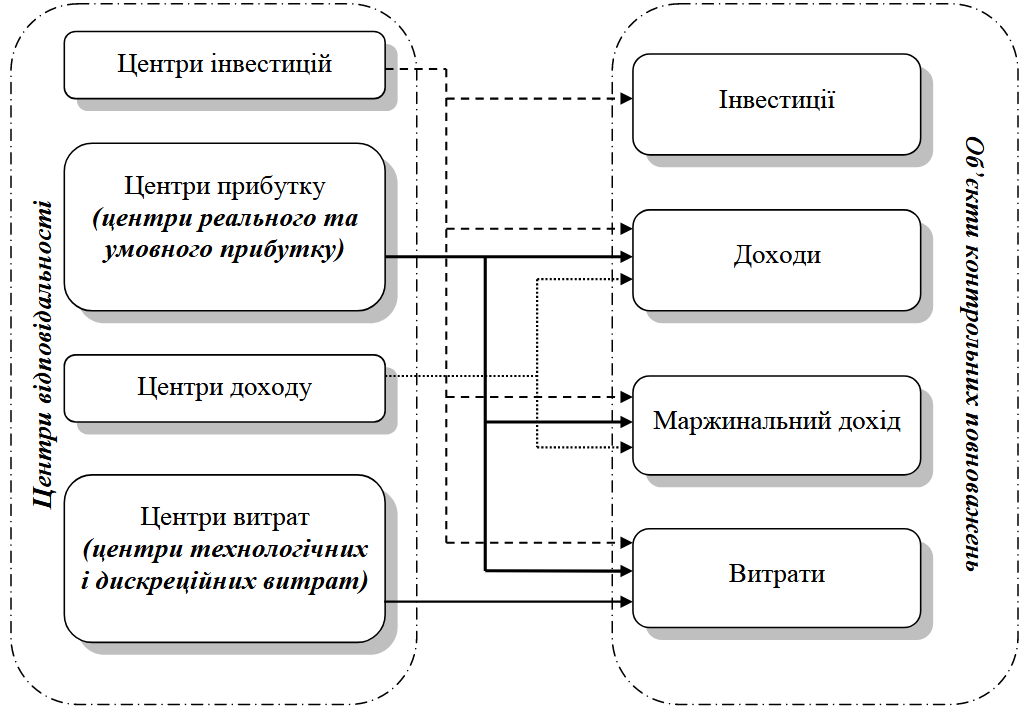 Центри відповідальності
Центри інвестицій
Центри прибутку
(центри реального та
умовного прибутку)
Центри доходу
Центри витрат
(центри технологічних
і дискреційних витрат)
Інвестиції
Доходи
Маржинальний дохід
Витрати
Об'єкти контрольних повноважень